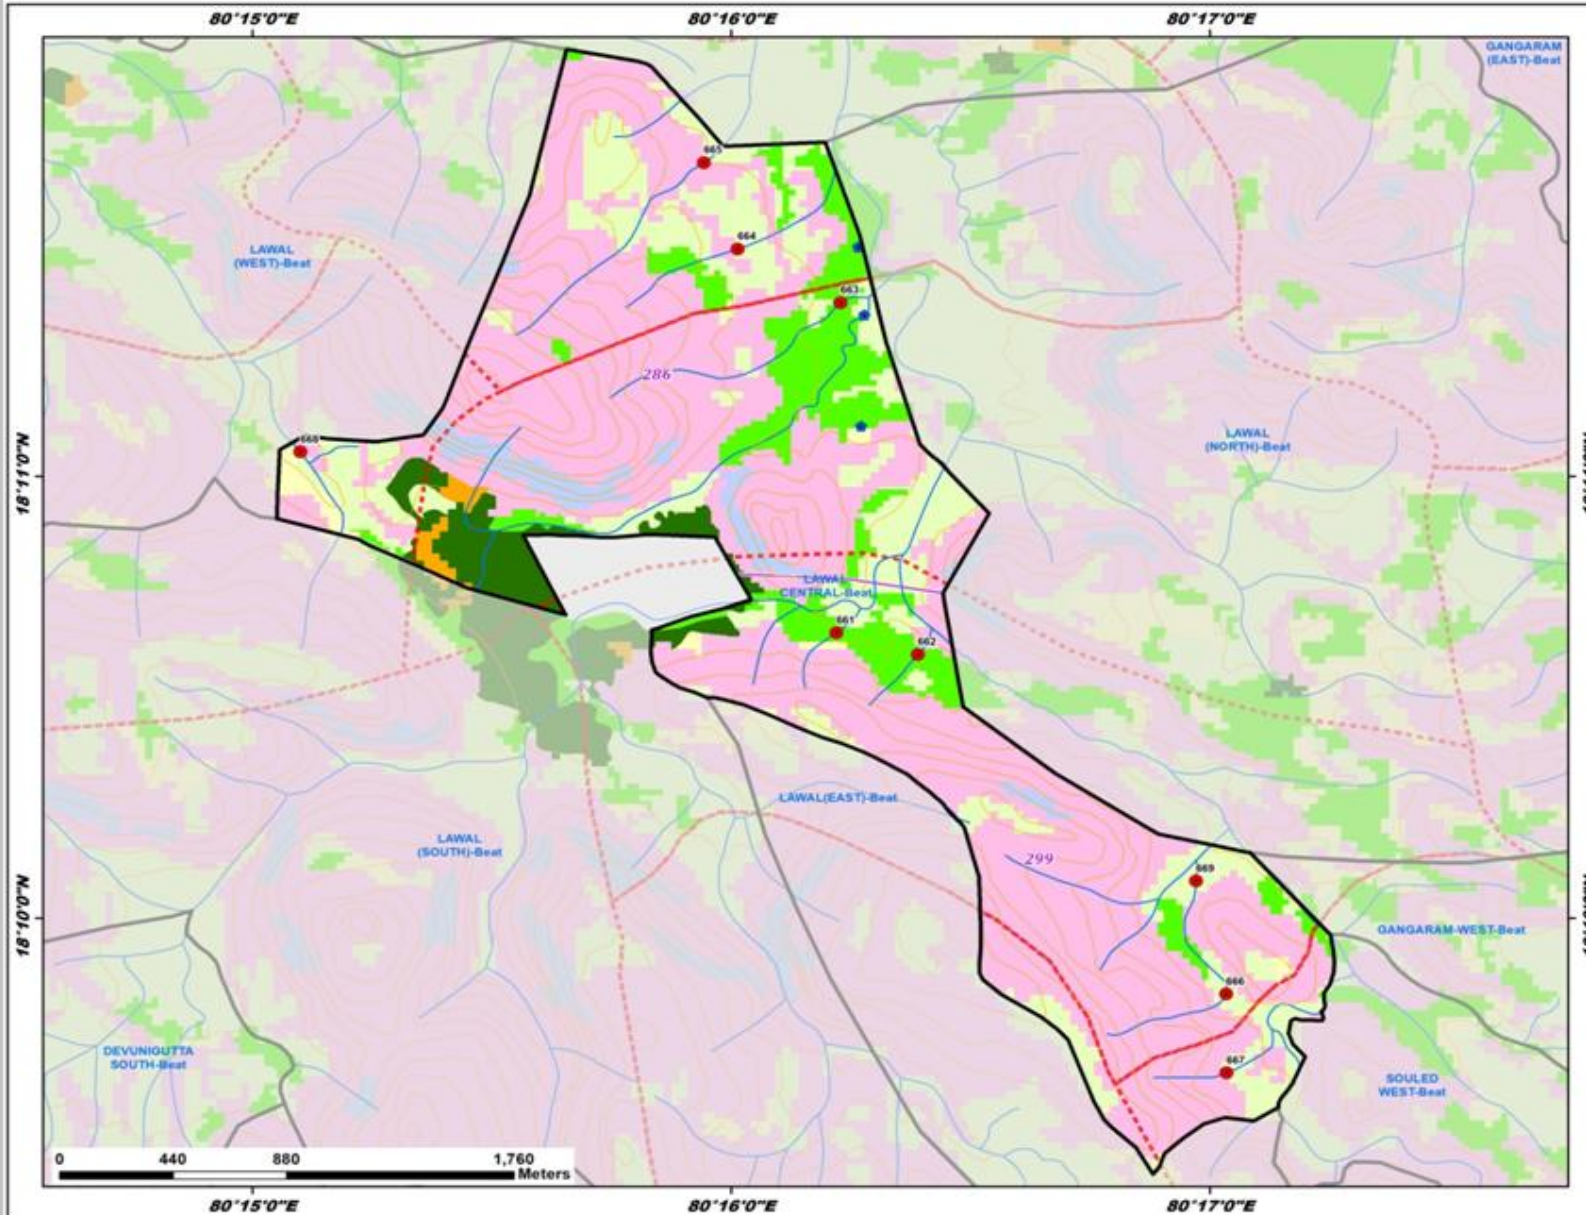 80°15'0"E 80°16'0"E 80°17'0"E
GANGARAM
(EAST)-Beat
665
LAWAL
(WEST)-Beat
664
663
286
668
LAWAL
(NORTH)-Beat
18°11'0"N
LAWAL
CENTRAL-Beat
661
662
LAWAL(EAST)-Beat
LAWAL
(SOUTH)-Beat
299
669
18°10'0"N
GANGARAM-WEST-Beat
666
DEVUNIGUTTA
SOUTH-Beat
667
SOULED
WEST-Beat
0 440 880 1,760
Meters
80°15'0"E 80°16'0"E 80°17'0"E